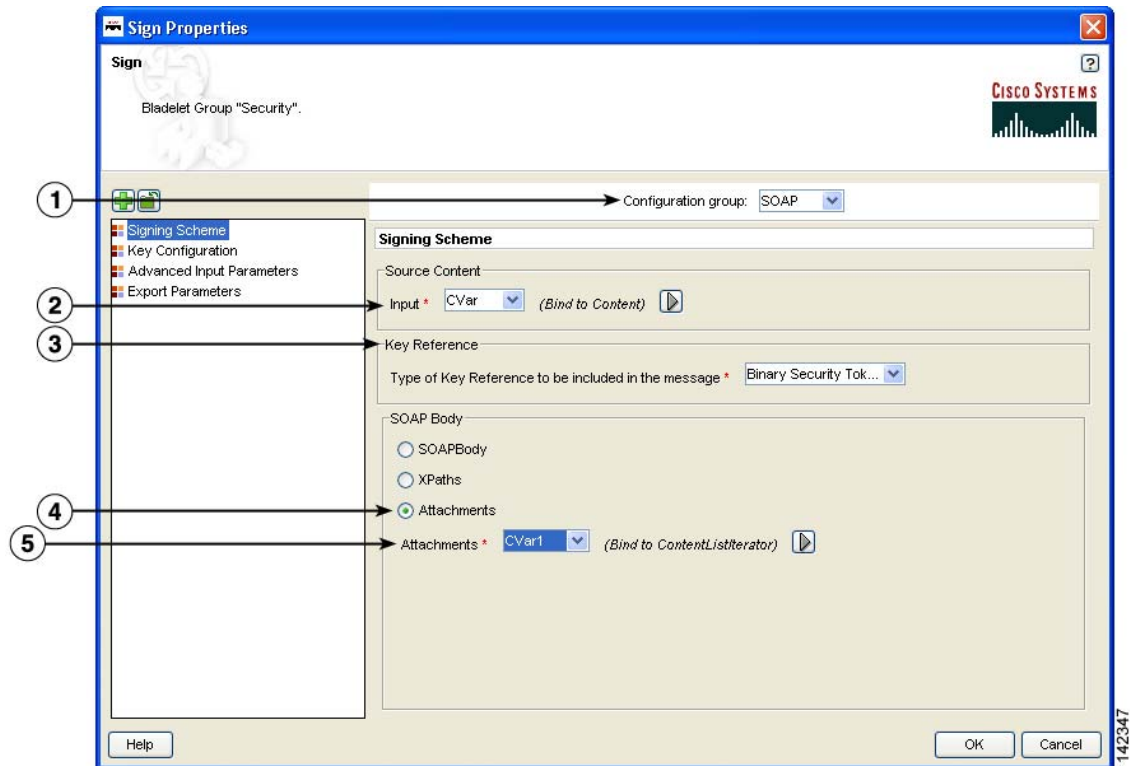 Sign Properties
Sign
?
Bladelet Group "Security".
CISCO SYSTEMS
1
Configuration group: SOAP
Signing Scheme
Key Configuration
Advanced Input Parameters
Export Parameters
Signing Scheme
Source Content
2
Input * CVar (Bind to Content)
3
Key Reference
Type of Key Reference to be included in the message * Binary Security Tok...
SOAP Body
SOAPBody
XPaths
4
Attachments
5
Attachments * CVar1 (Bind to ContentListIterator)
Help
OK
Cancel
142347